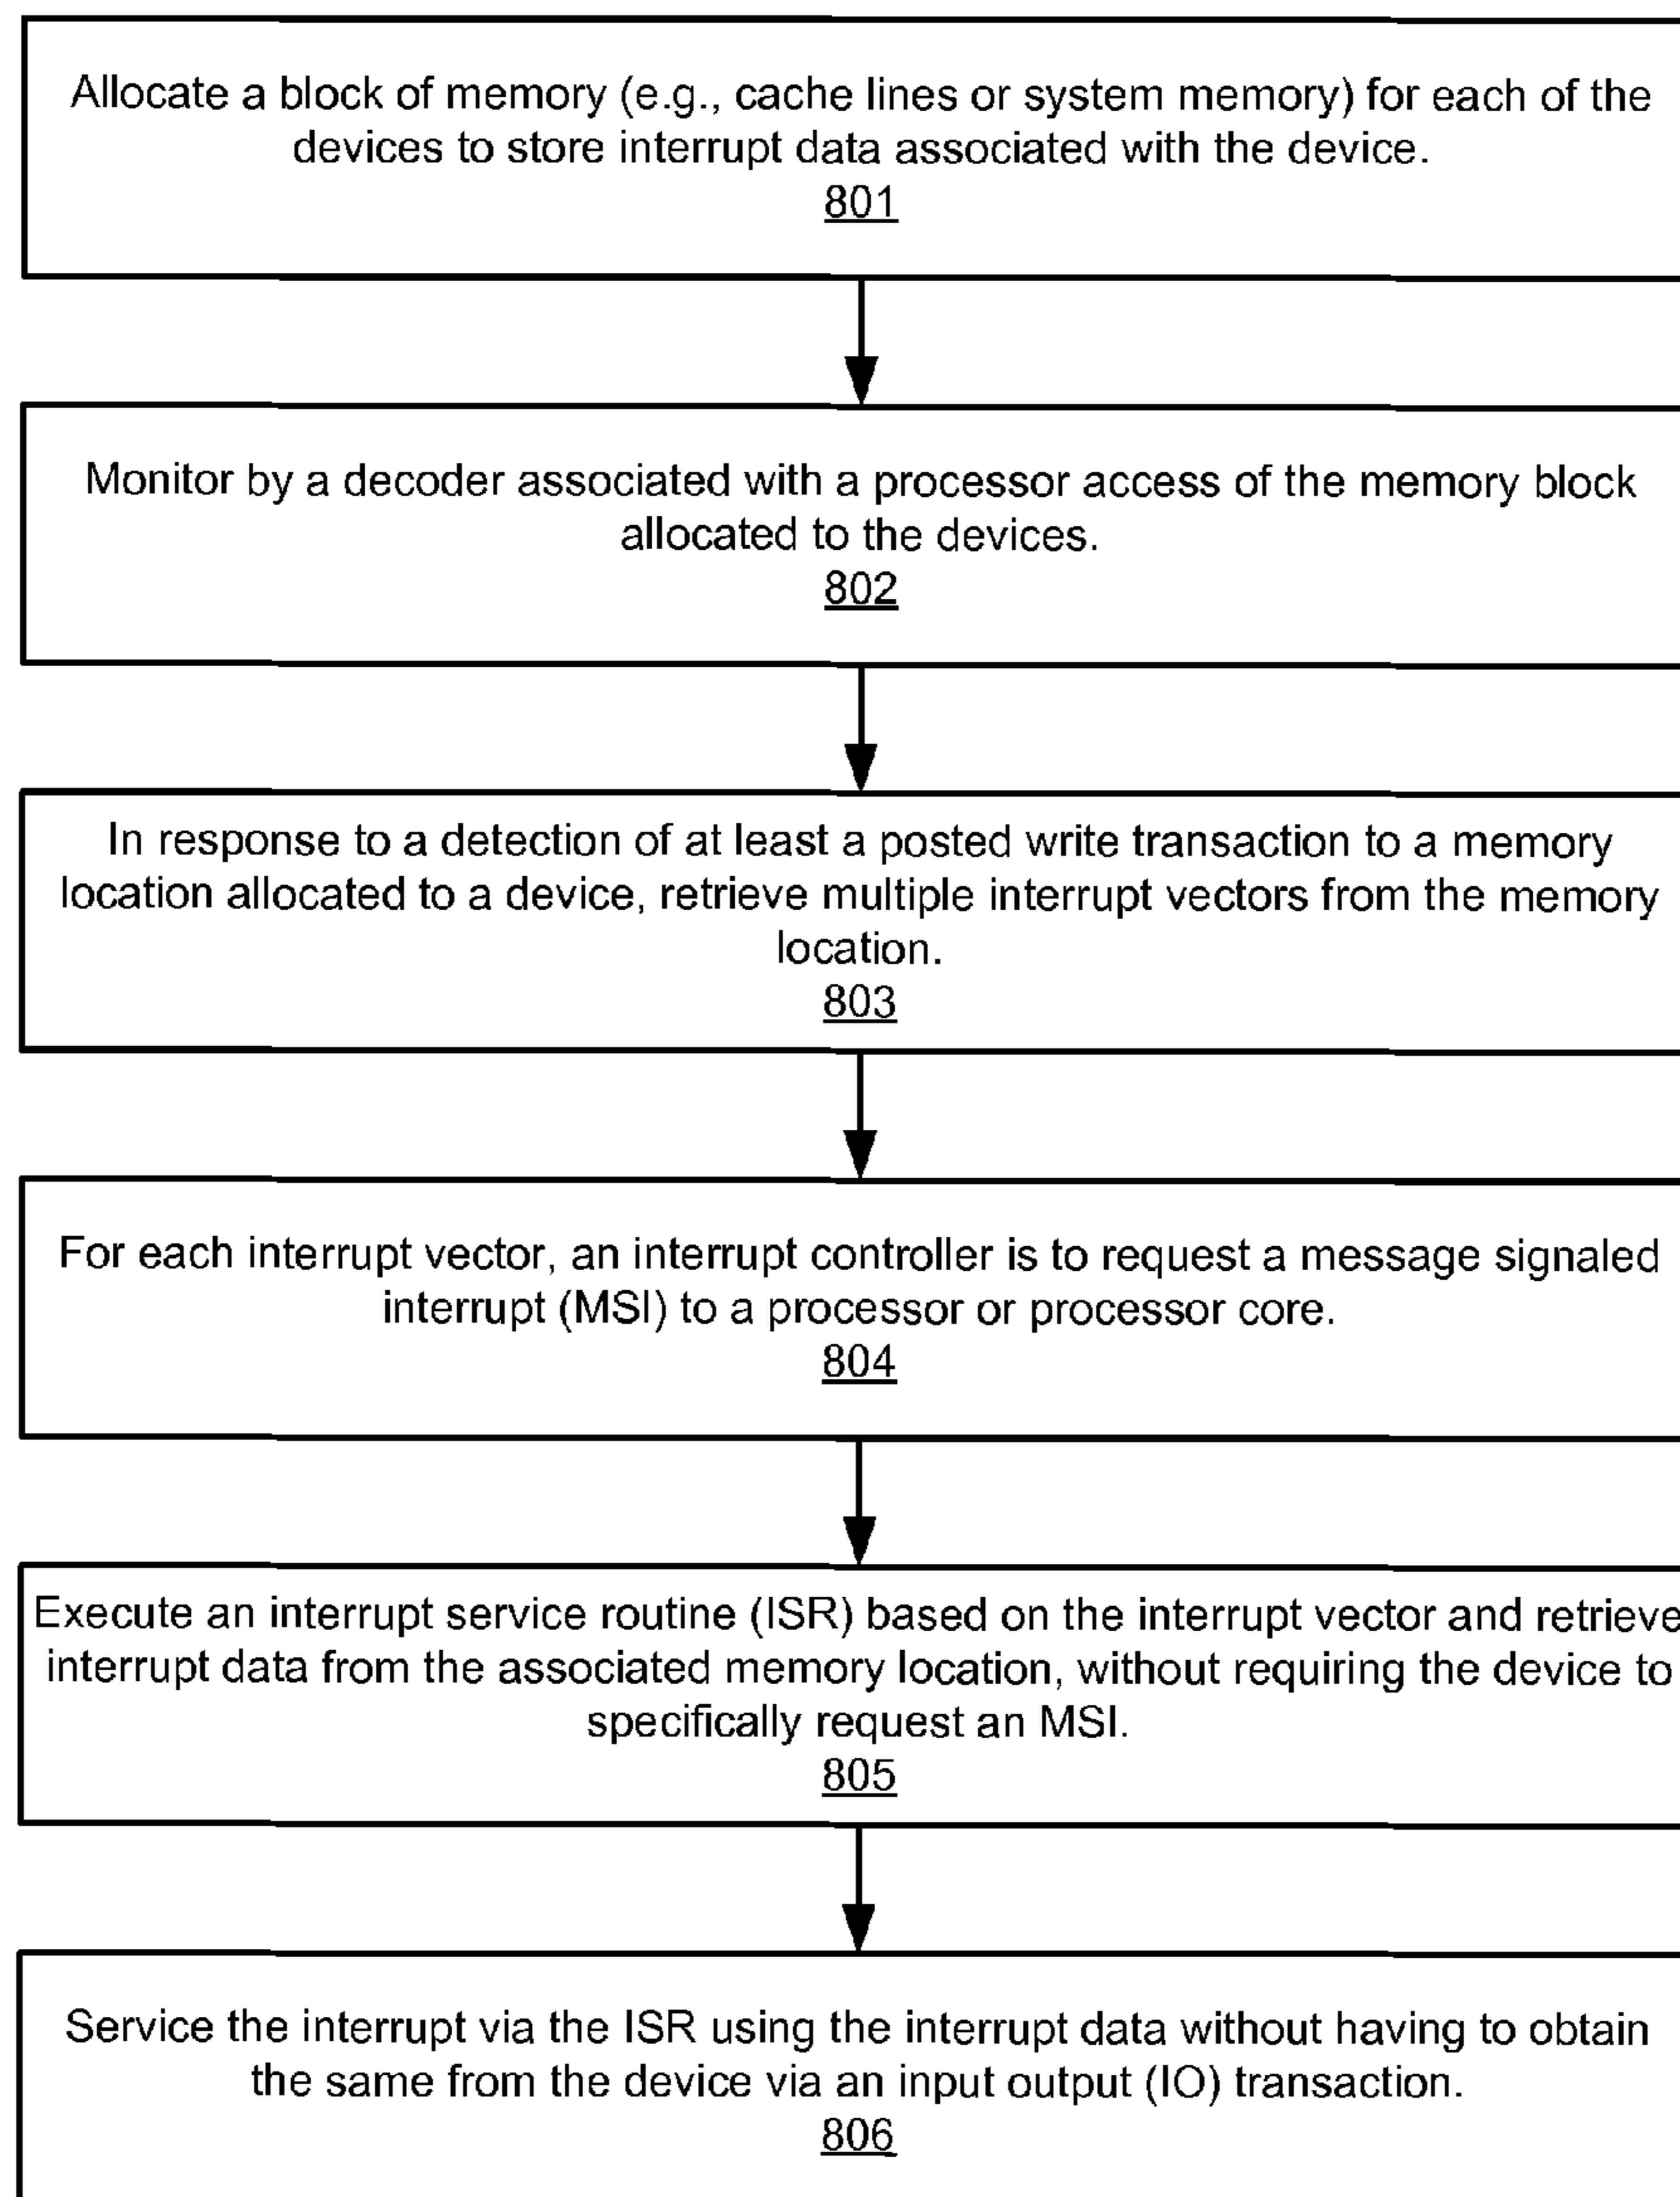 Allocate a block of memory (e.g., cache lines or system memory) for each of the
devices to store interrupt data associated with the device.
801
Monitor by a decoder associated with a processor access of the memory block
allocated to the devices.
802
In response to a detection of at least a posted write transaction to a memory
location allocated to a device, retrieve multiple interrupt vectors from the memory
location.
803
For each interrupt vector, an interrupt controller is to request a message signaled
interrupt (MSI) to a processor or processor core.
804
Execute an interrupt service routine (ISR) based on the interrupt vector and retrieve
interrupt data from the associated memory location, without requiring the device to
specifically request an MSI.
805
Service the interrupt via the ISR using the interrupt data without having to obtain
the same from the device via an input output (IO) transaction.
806